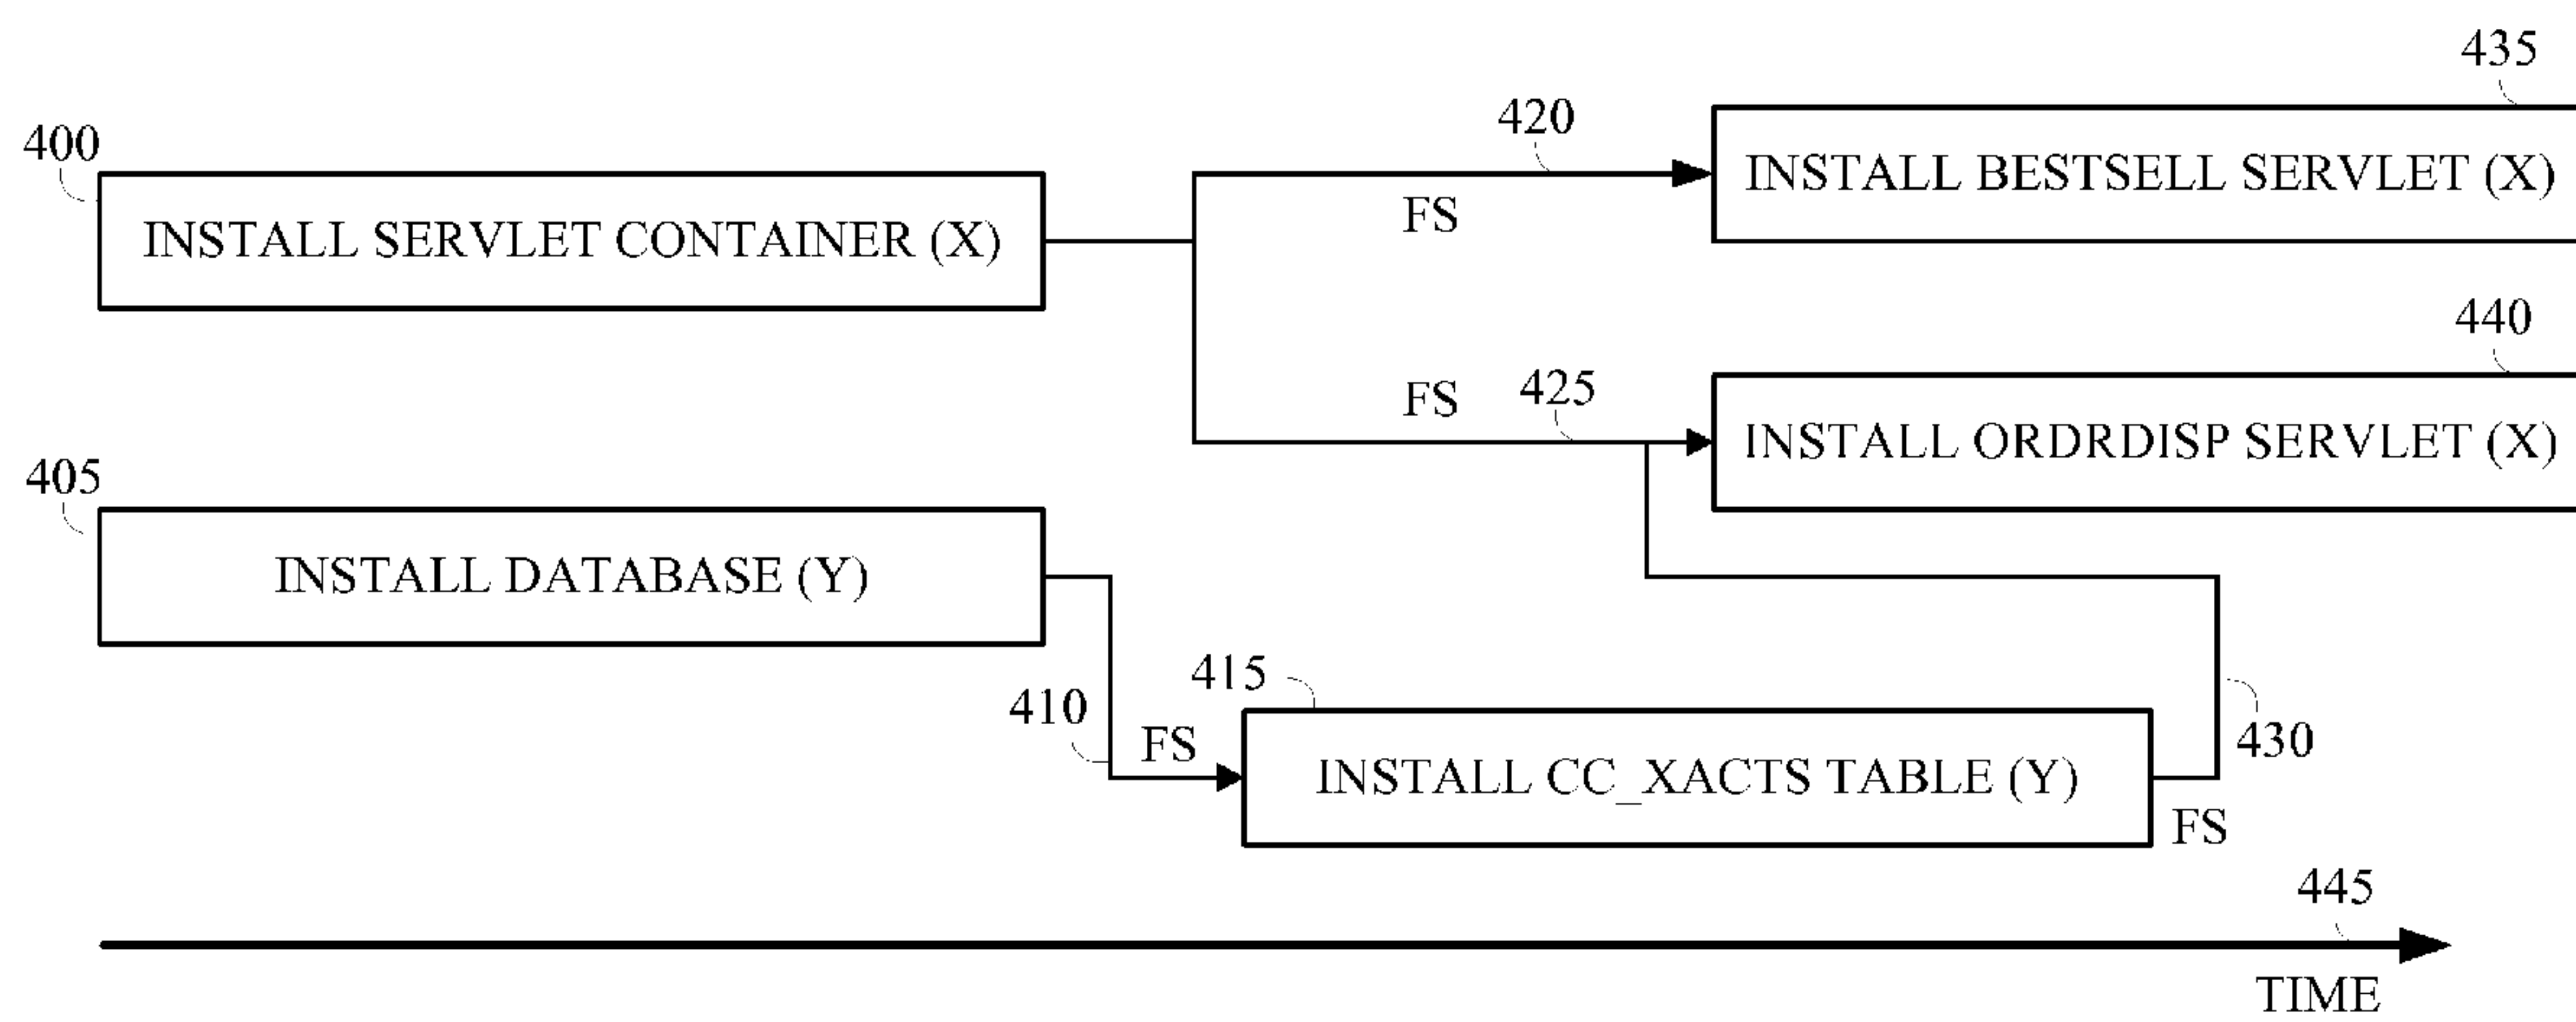 435
420
400
INSTALL BESTSELL SERVLET (X)
FS
INSTALL SERVLET CONTAINER (X)
440
FS
425
INSTALL ORDRDISP SERVLET (X)
405
INSTALL DATABASE (Y)
415
410
FS
430
INSTALL CC_XACTS TABLE (Y)
FS
445
TIME